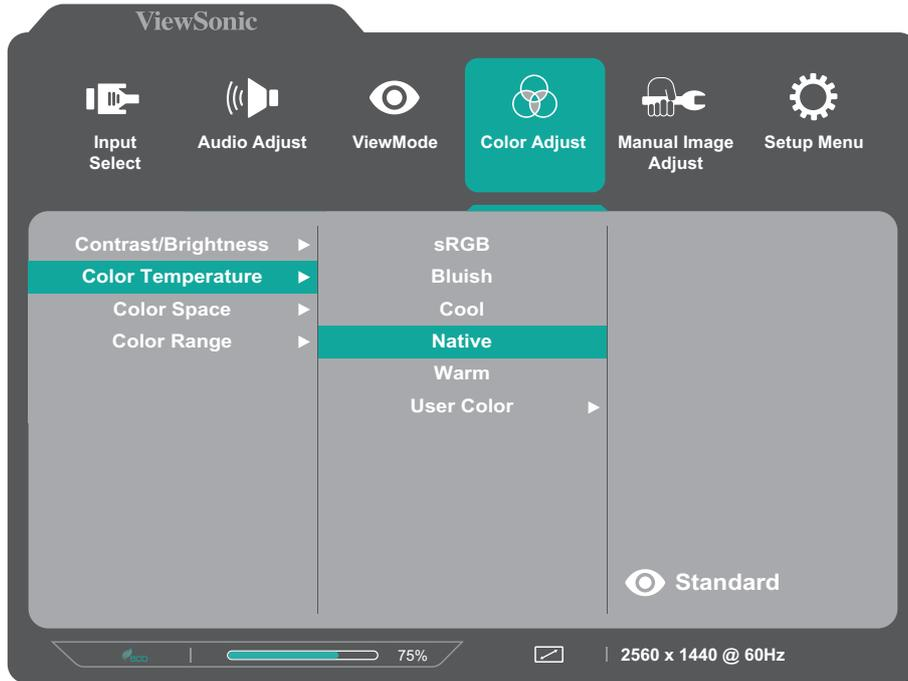 ViewSonic
Input
Select
Audio Adjust
ViewMode
Color Adjust
Manual Image
Adjust
Setup Menu
Contrast/Brightness
Color Temperature
Color Space
Color Range
sRGB
Bluish
Cool
Native
Warm
User Color
Standard
eco
75%
2560 x 1440 @ 60Hz